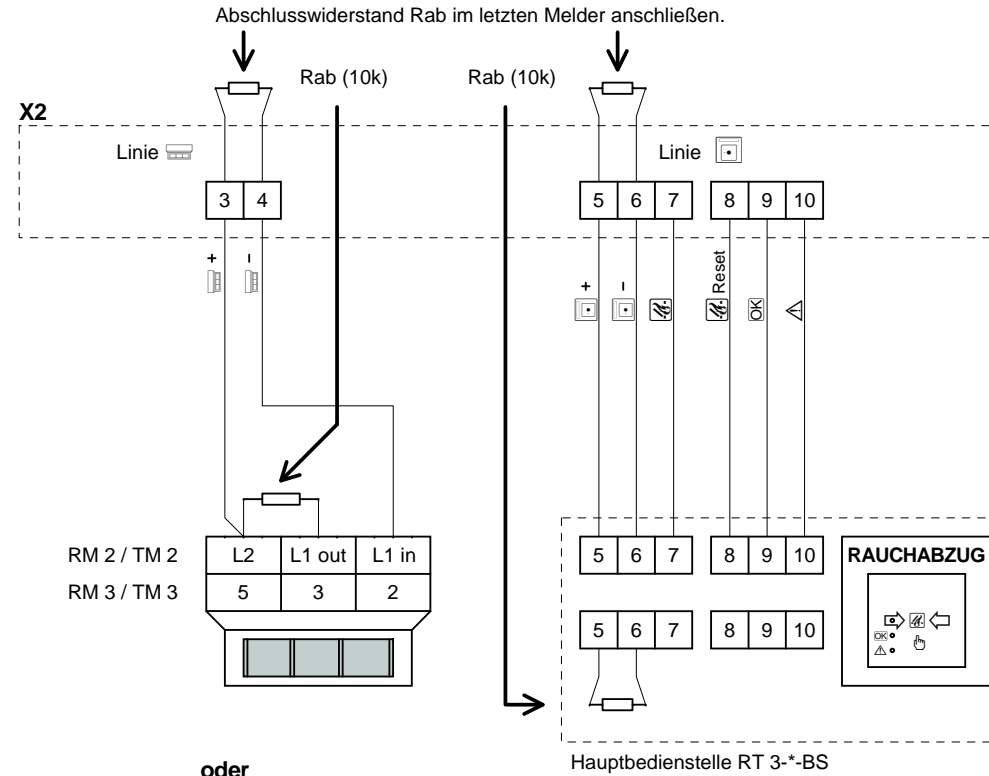 Abschlusswiderstand Rab im letzten Melder anschließen.
Rab (10k) Rab (10k)
X2
Linie Linie
3 4 5 6 7 8 9 10
+ – + – Reset OK
RM 2 / TM 2 L2 L1 out L1 in 5 6 7 8 9 10 RAUCHABZUG
RM 3 / TM 3 5 3 2
5 6 7 8 9 10
OK
Hauptbedienstelle RT 3-*-BS
oder